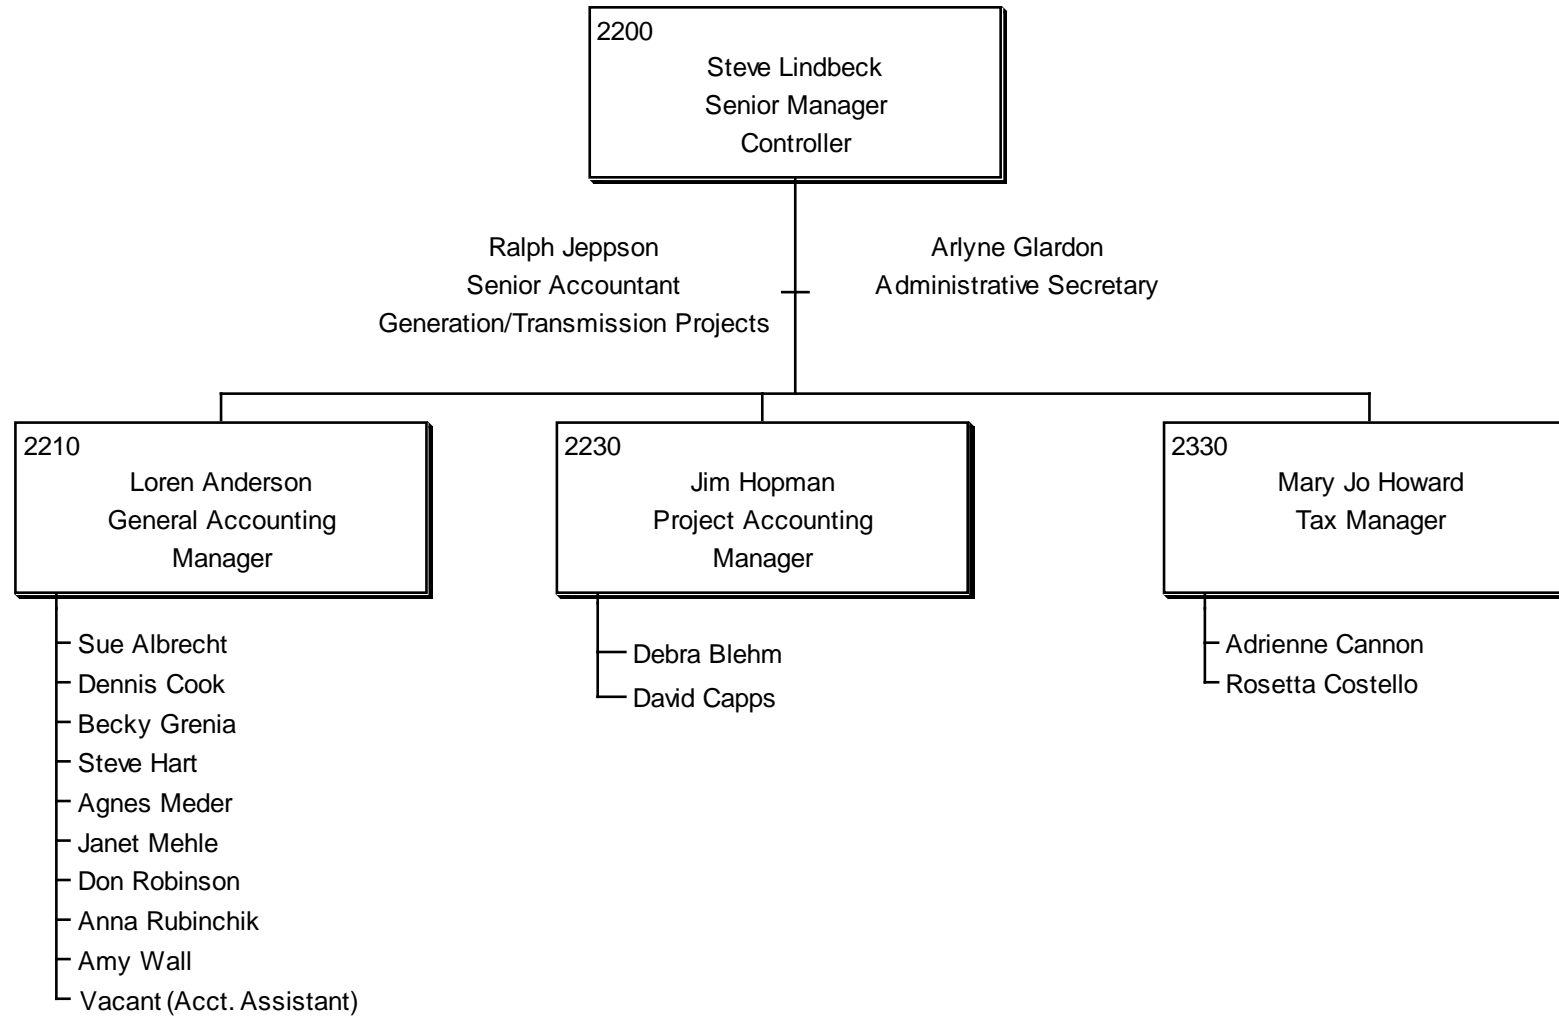 2200
Steve Lindbeck
Senior Manager
Controller
Ralph Jeppson
Senior Accountant
Generation/Transmission Projects
Arlyne Glardon
Administrative Secretary
2210
Loren Anderson
General Accounting
Manager
2230
Jim Hopman
Project Accounting
Manager
2330
Mary Jo Howard
Tax Manager
Sue Albrecht
Dennis Cook
Becky Grenia
Steve Hart
Agnes Meder
Janet Mehle
Don Robinson
Anna Rubinchik
Amy Wall
Vacant (Acct. Assistant)
Debra Blehm
David Capps
Adrienne Cannon
Rosetta Costello